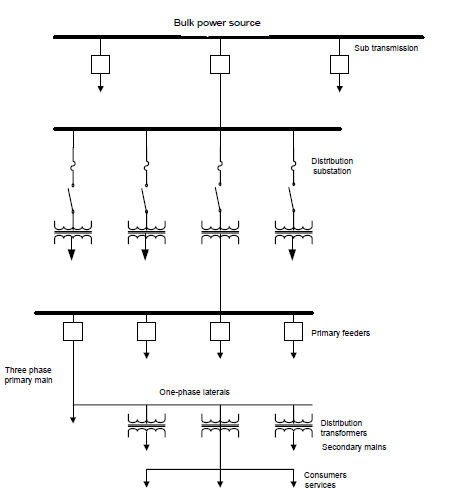 Bulk power source
Sub transmission
Distribution
substation
Primary feeders
Three phase
primary main
One-phase laterals
Distribution
transformers
Secondary mains
Consumers
services